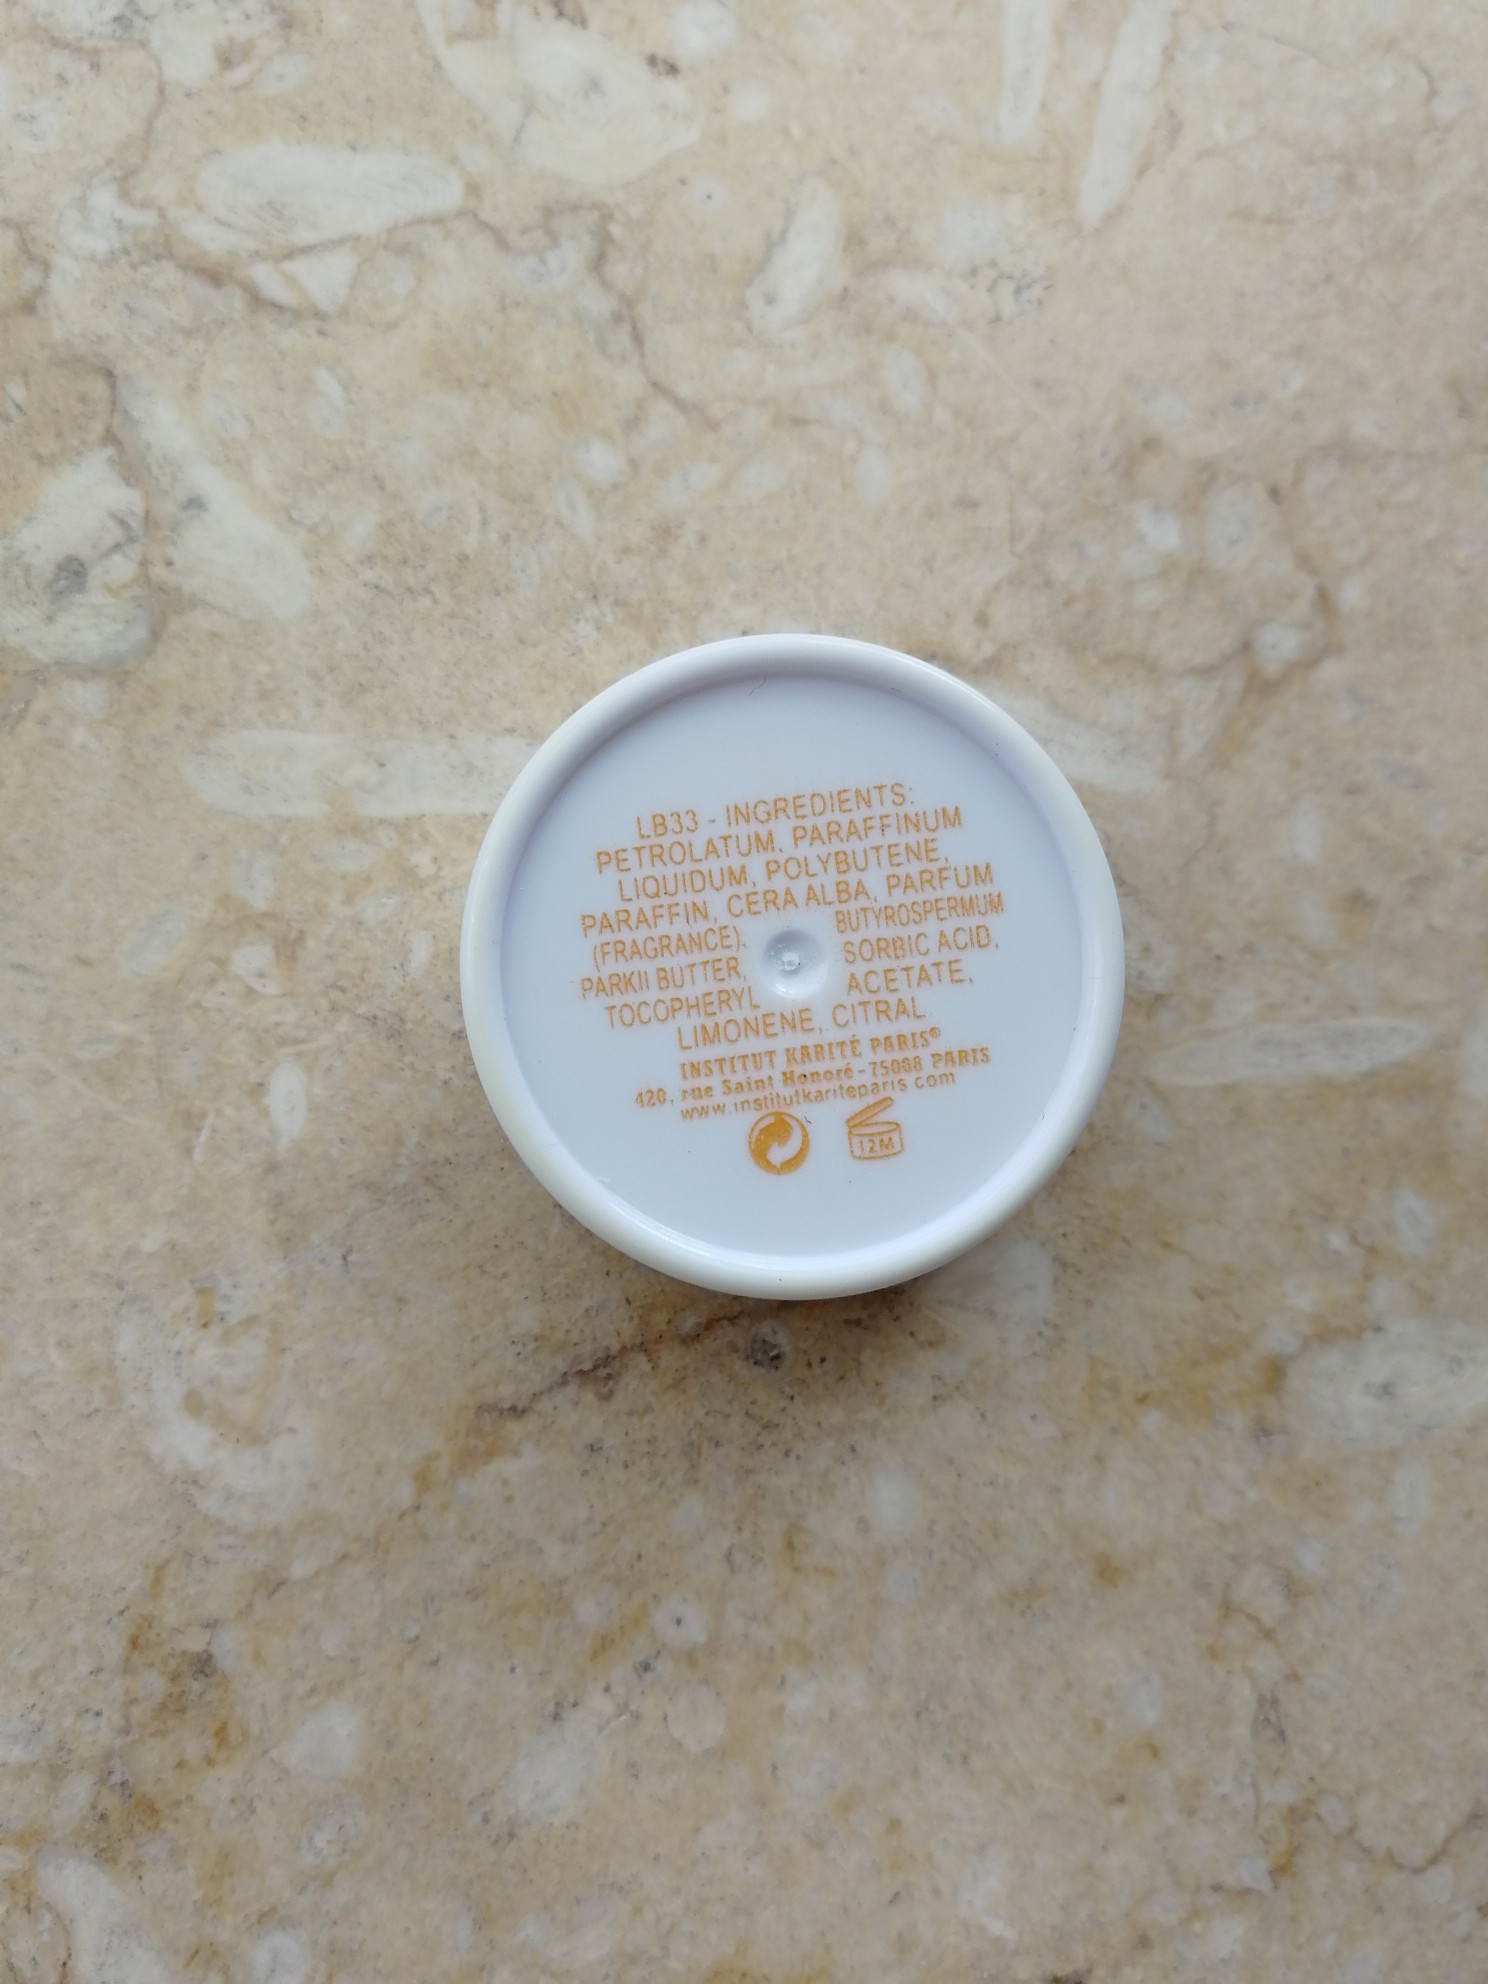 LB33 - INGREDIENTS:
PETROLATUM, PARAFFINUM
LIQUIDUM, POLYBUTENE,
PARAFFIN, CERA ALBA, PARFUM
(FRAGRANCE), BUTYROSPERMUM
PARKII BUTTER, SORBIC ACID,
TOCOPHERYL ACETATE,
LIMONENE, CITRAL
INSTITUT KARITÉ PARIS®
420, rue Saint Honoré - 75008 PARIS
www.institutkariteparis.com
12M